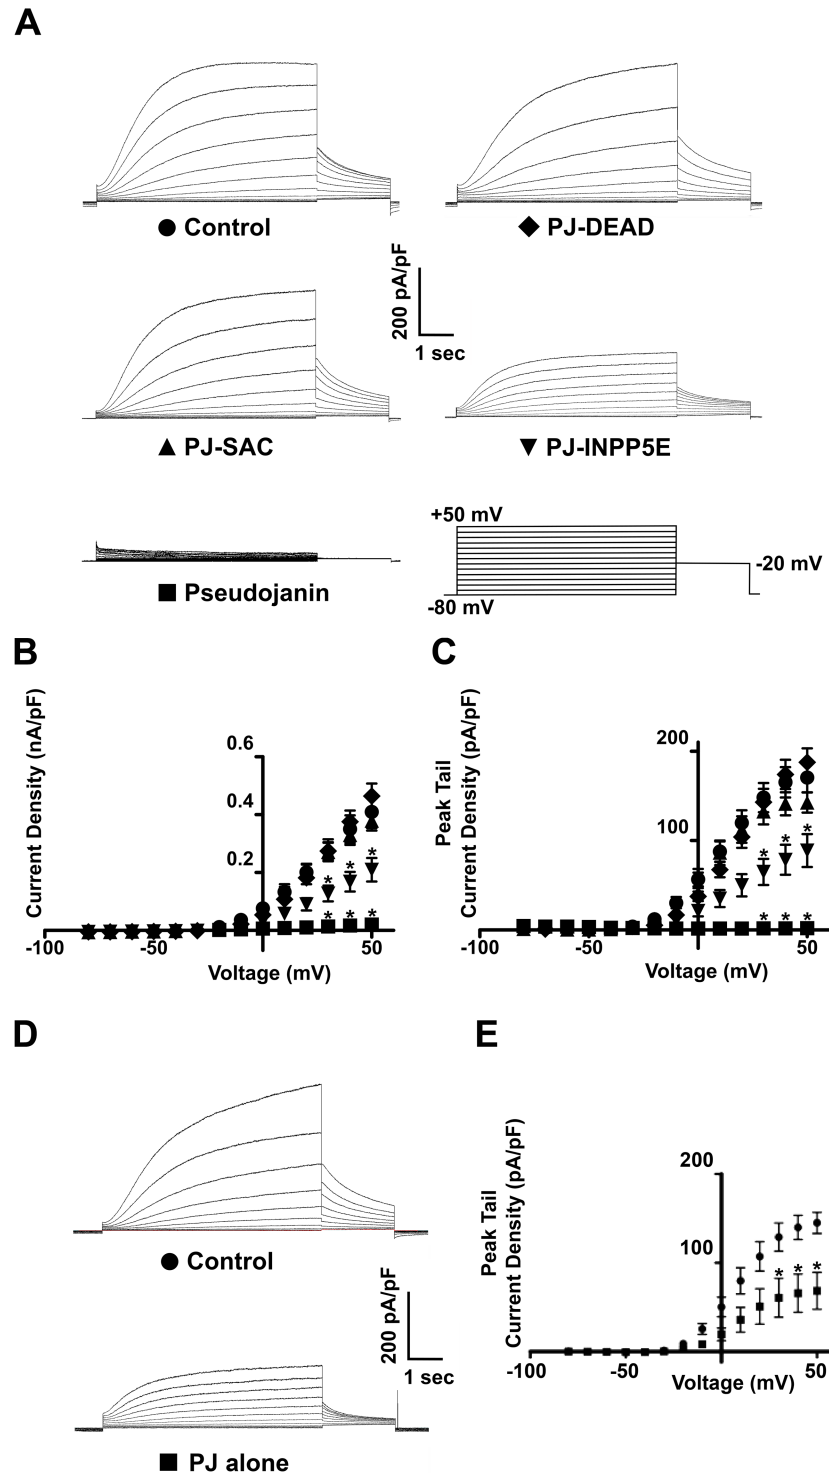 A
Control
PJ-DEAD
200 pA/pF
1 sec
PJ-SAC
PJ-INPP5E
Pseudojanin
+50 mV
-20 mV
-80 mV
B
Current Density (nA/pF)
0.6
0.4
0.2
* * *
* * *
-100 -50 50
Voltage (mV)
C
Peak Tail
Current Density (pA/pF)
200
100
* * *
* * *
-100 -50 50
Voltage (mV)
D
Control
200 pA/pF
1 sec
PJ alone
E
Peak Tail
Current Density (pA/pF)
200
100
* * *
-100 -50 50
Voltage (mV)